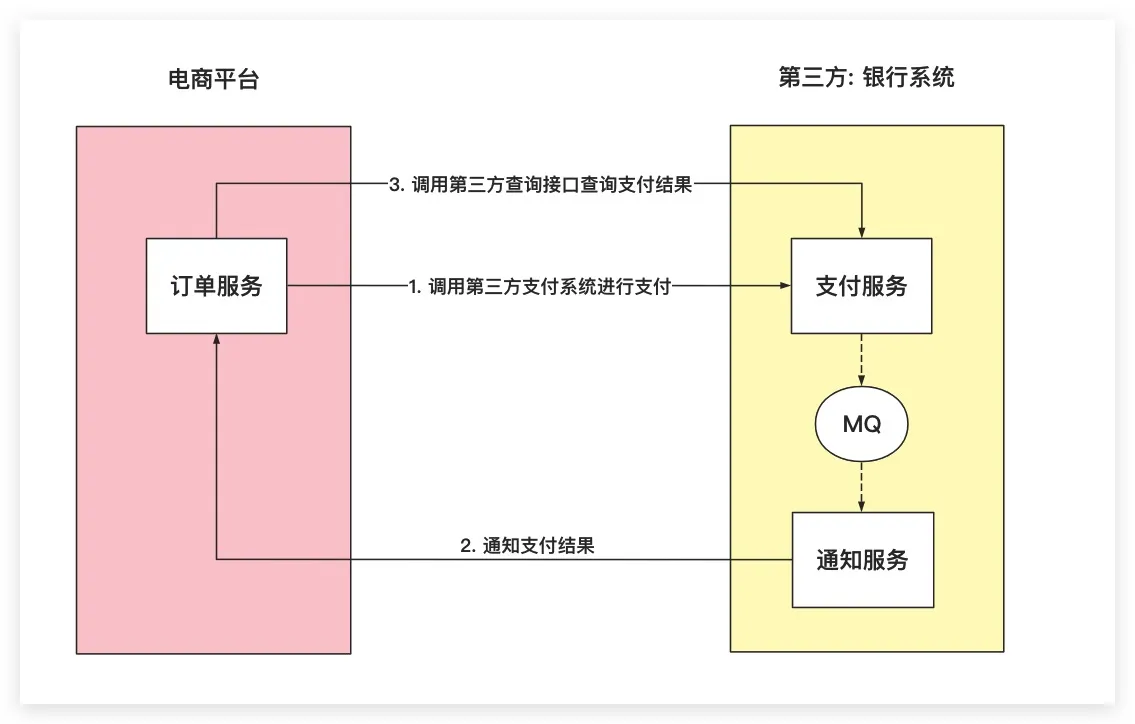 电商平台
第三方: 银行系统
3. 调用第三方查询接口查询支付结果
订单服务
1. 调用第三方支付系统进行支付
支付服务
MQ
2. 通知支付结果
通知服务